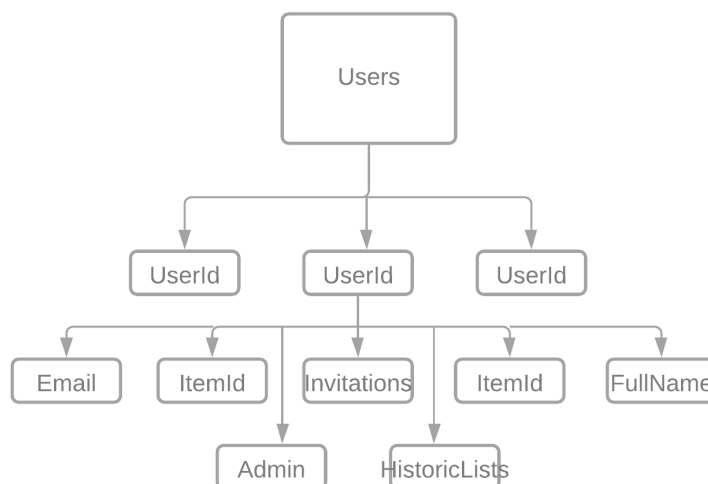 Users
UserId
UserId
UserId
Email
ItemId
Invitations
ItemId
FullName
Admin
HistoricLists